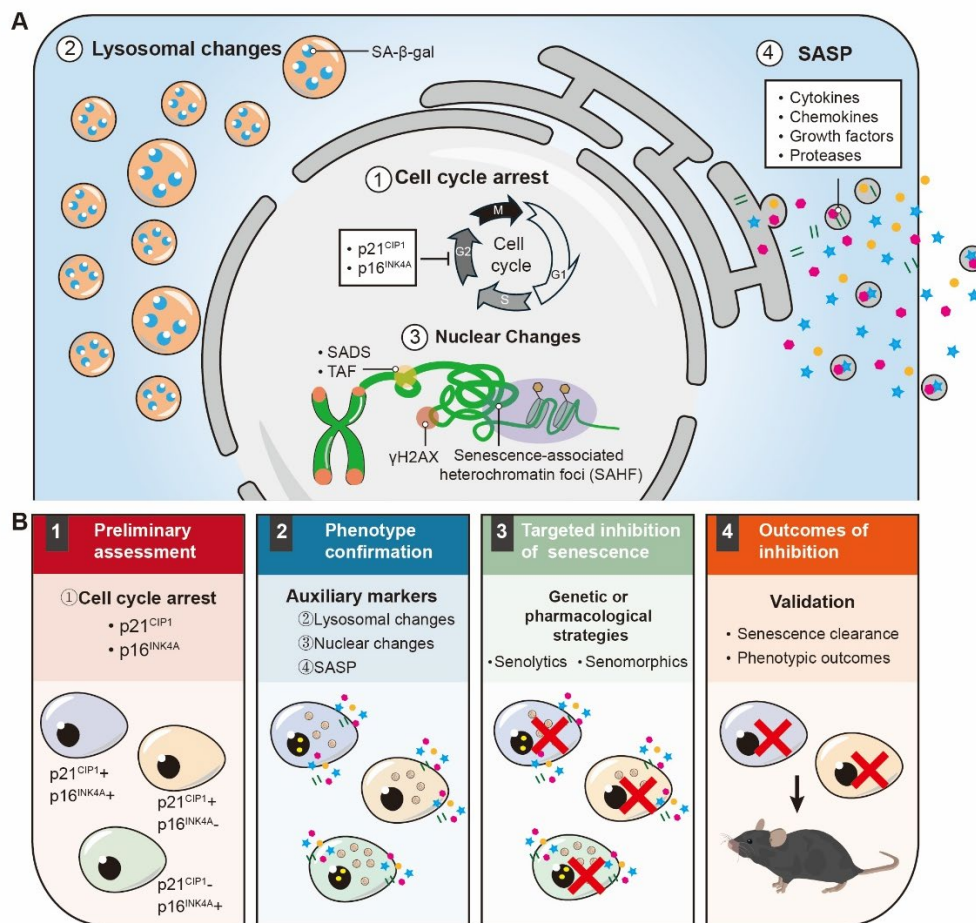 A
② Lysosomal changes
SA-β-gal
④ SASP
• Cytokines
• Chemokines
• Growth factors
• Proteases
① Cell cycle arrest
• p21CIP1
• p16INK4A
M
G1
S
G2
Cell
cycle
③ Nuclear Changes
• SADS
• TAF
γH2AX
Senescence-associated
heterochromatin foci (SAHF)
B
1 Preliminary
assessment
①Cell cycle arrest
• p21CIP1
• p16INK4A
p21CIP1+
p16INK4A+
p21CIP1+
p16INK4A-
p21CIP1-
p16INK4A+
2 Phenotype
confirmation
Auxiliary markers
②Lysosomal changes
③Nuclear changes
④SASP
3 Targeted inhibition
of senescence
Genetic or
pharmacological
strategies
•Senolytics •Senomorphics
4 Outcomes of
inhibition
Validation
• Senescence clearance
• Phenotypic outcomes